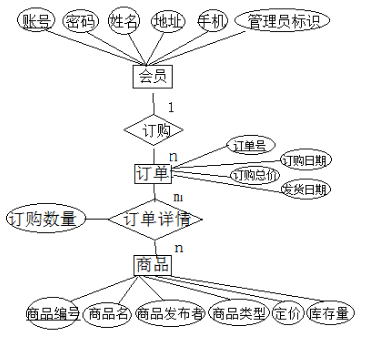 账号 密码 姓名 地址 手机 管理员标识
会员
1
订购
n
订单
订单号
订购日期
订购总价
发货日期
m
订购数量 订单详情
n
商品
商品编号 商品名 商品发布者 商品类型 定价 库存量